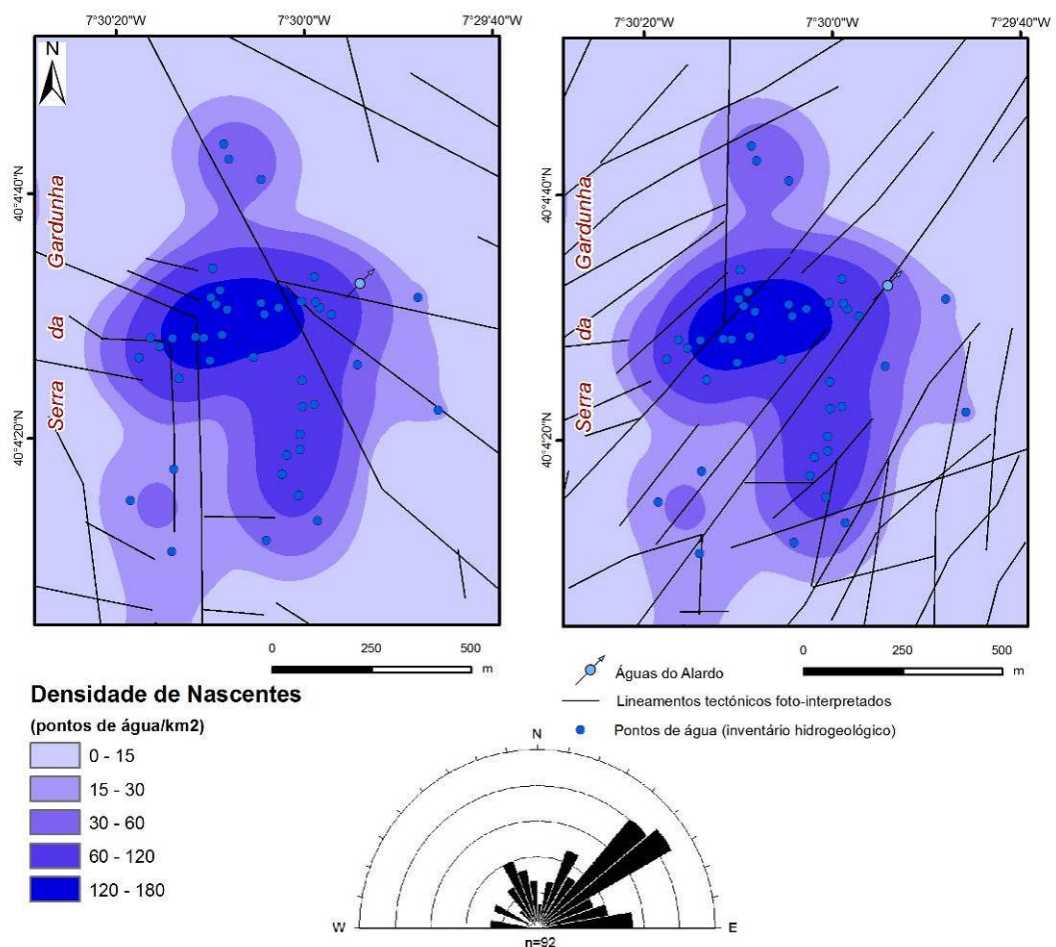 7°30'20"W
7°30'0"W
7°29'40"W
7°30'20"W
7°30'0"W
7°29'40"W
N
40°4'40"N
40°4'20"N
Serra da Gardunha
40°4'40"N
40°4'20"N
Serra da Gardunha
0 250 500
m
0 250 500
m
Densidade de Nascentes
(pontos de água/km2)
0 - 15
15 - 30
30 - 60
60 - 120
120 - 180
Águas do Alardo
Lineamentos tectónicos foto-interpretados
Pontos de água (inventário hidrogeológico)
N
W
E
n=92